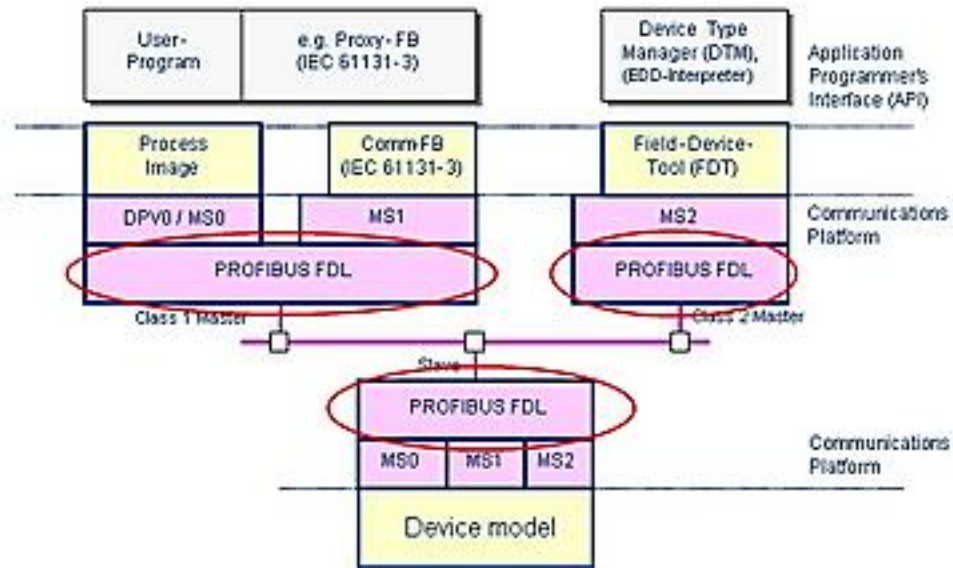 User-
Program
e.g. Proxy-FB
(IEC 61131-3)
Device Type
Manager (DTM),
(EDD-Interpreter)
Application
Programmer's
Interface (API)
Process
Image
Comm-FB
(IEC 61131-3)
Field-Device-
Tool (FDT)
DPV0 / MS0
MS1
MS2
Communications
Platform
PROFIBUS FDL
PROFIBUS FDL
Class 1 Master
Class 2 Master
Slave
PROFIBUS FDL
MS0
MS1
MS2
Communications
Platform
Device model